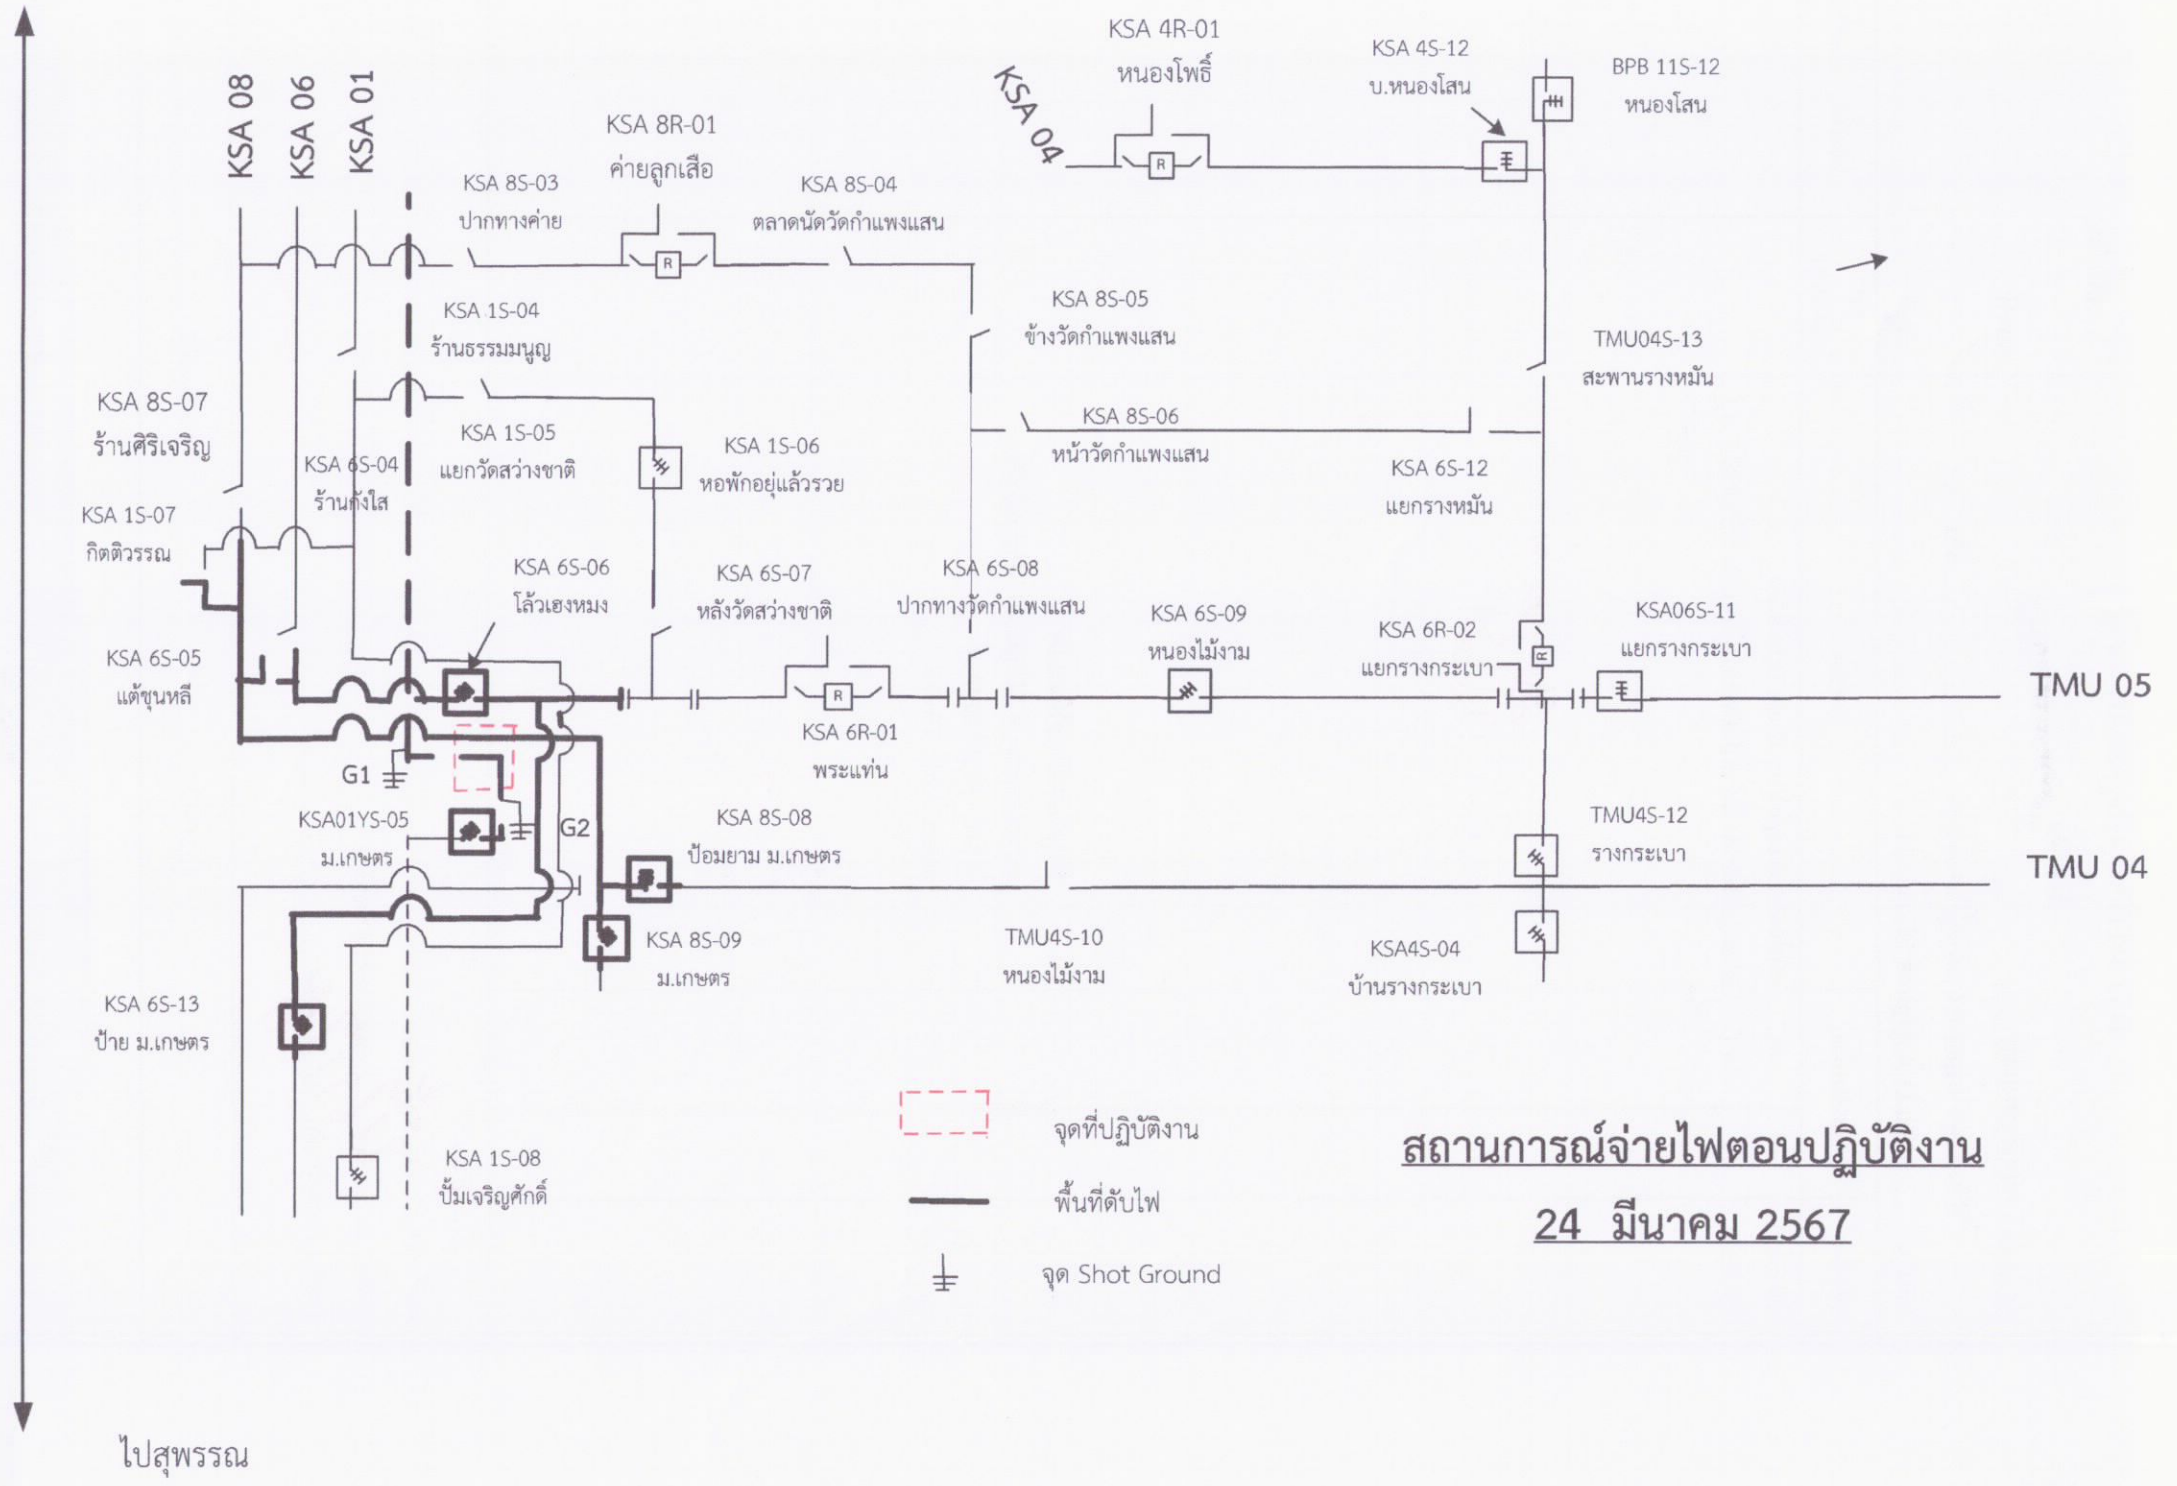 KSA 08
KSA 06
KSA 01
KSA 04
KSA 4R-01
หนองโพธิ์
KSA 4S-12
บ.หนองโสน
BPB 11S-12
หนองโสน
KSA 8R-01
ค่ายลูกเสือ
KSA 8S-03
ปากทางค่าย
KSA 8S-04
ตลาดนัดวัดกำแพงแสน
R
R
KSA 1S-04
ร้านธรรมมนูญ
KSA 8S-05
ข้างวัดกำแพงแสน
TMU04S-13
สะพานรางหมัน
KSA 8S-07
ร้านศิริเจริญ
KSA 6S-04
ร้านกังใส
KSA 1S-05
แยกวัดสว่างชาติ
KSA 1S-06
หอพักอยู่แล้วรวย
KSA 8S-06
หน้าวัดกำแพงแสน
KSA 6S-12
แยกรางหมัน
KSA 1S-07
กิตติวรรณ
KSA 6S-06
โล้วเฮงหมง
KSA 6S-07
หลังวัดสว่างชาติ
KSA 6S-08
ปากทางวัดกำแพงแสน
KSA 6S-09
หนองไม้งาม
KSA 6R-02
แยกรางกระเบา
R
KSA06S-11
แยกรางกระเบา
KSA 6S-05
แต้ชุนหลี
R
TMU 05
KSA 6R-01
พระแท่น
G1
KSA01YS-05
ม.เกษตร
G2
KSA 8S-08
ป้อมยาม ม.เกษตร
TMU4S-12
รางกระเบา
TMU 04
KSA 8S-09
ม.เกษตร
TMU4S-10
หนองไม้งาม
KSA4S-04
บ้านรางกระเบา
KSA 6S-13
ป้าย ม.เกษตร
KSA 1S-08
ปั้มเจริญศักดิ์
จุดที่ปฏิบัติงาน
พื้นที่ดับไฟ
จุด Shot Ground
สถานการณ์จ่ายไฟตอนปฏิบัติงาน
24 มีนาคม 2567
ไปสุพรรณ